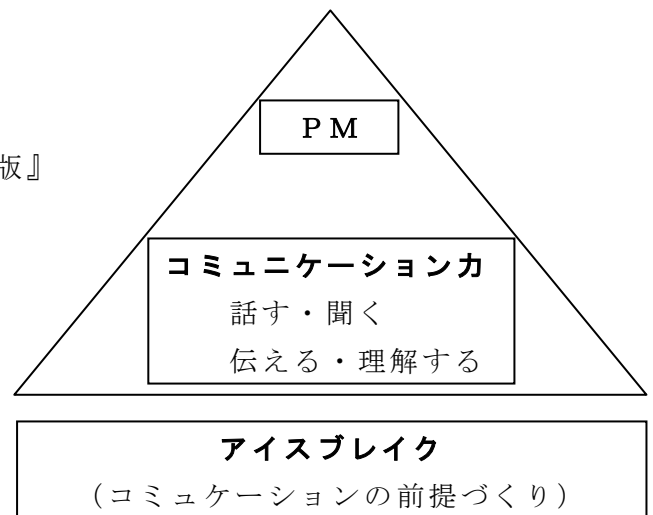 PM
版』
コミュニケーション力
話す・聞く
伝える・理解する
アイスブレイク
(コミュケーションの前提づくり)